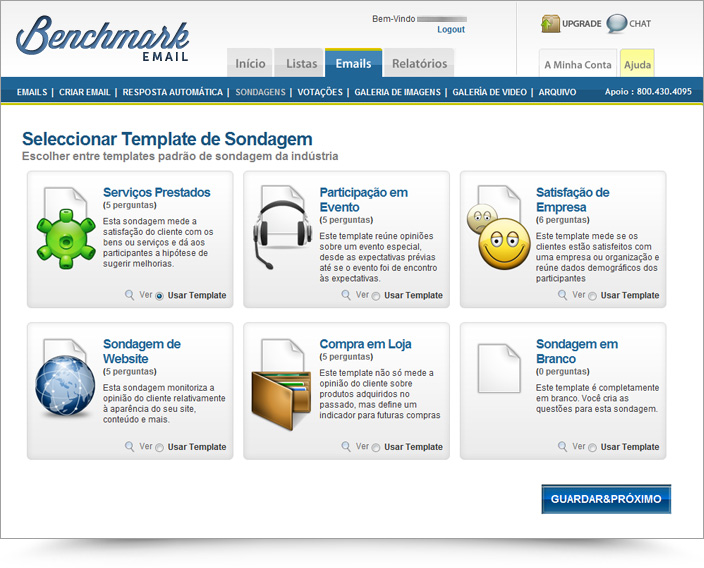 Benchmark
EMAIL
Bem-Vindo
Logout
UPGRADE
CHAT
Início
Listas
Emails
Relatórios
A Minha Conta
Ajuda
EMAILS | CRIAR EMAIL | RESPOSTA AUTOMÁTICA | SONDAGENS | VOTAÇÕES | GALERIA DE IMAGENS | GALERÍA DE VIDEO | ARQUIVO
Apoio : 800.430.4095
Seleccionar Template de Sondagem
Escolher entre templates padrão de sondagem da indústria
Serviços Prestados
(5 perguntas)
Esta sondagem mede a
satisfação do cliente com os
bens ou serviços e dá aos
participantes a hipótese de
sugerir melhorias.
Ver
Usar Template
Participação em
Evento
(5 perguntas)
Este template reúne opiniões
sobre um evento especial,
desde as expectativas prévias
até se o evento foi de encontro
às expectativas.
Ver
Usar Template
Satisfação de
Empresa
(6 perguntas)
Este template mede se os
clientes estão satisfeitos com
uma empresa ou organização e
reúne dados demográficos dos
participantes
Ver
Usar Template
Sondagem de
Website
(5 perguntas)
Esta sondagem monitoriza a
opinião do cliente relativamente
à aparência do seu site,
conteúdo e mais.
Ver
Usar Template
Compra em Loja
(5 perguntas)
Este template não só mede a
opinião do cliente sobre
produtos adquiridos no
passado, mas define um
indicador para futuras compras
Ver
Usar Template
Sondagem em
Branco
(0 perguntas)
Este template é completamente
em branco. Você cria as
questões para esta sondagem.
Ver
Usar Template
GUARDAR&PRÓXIMO